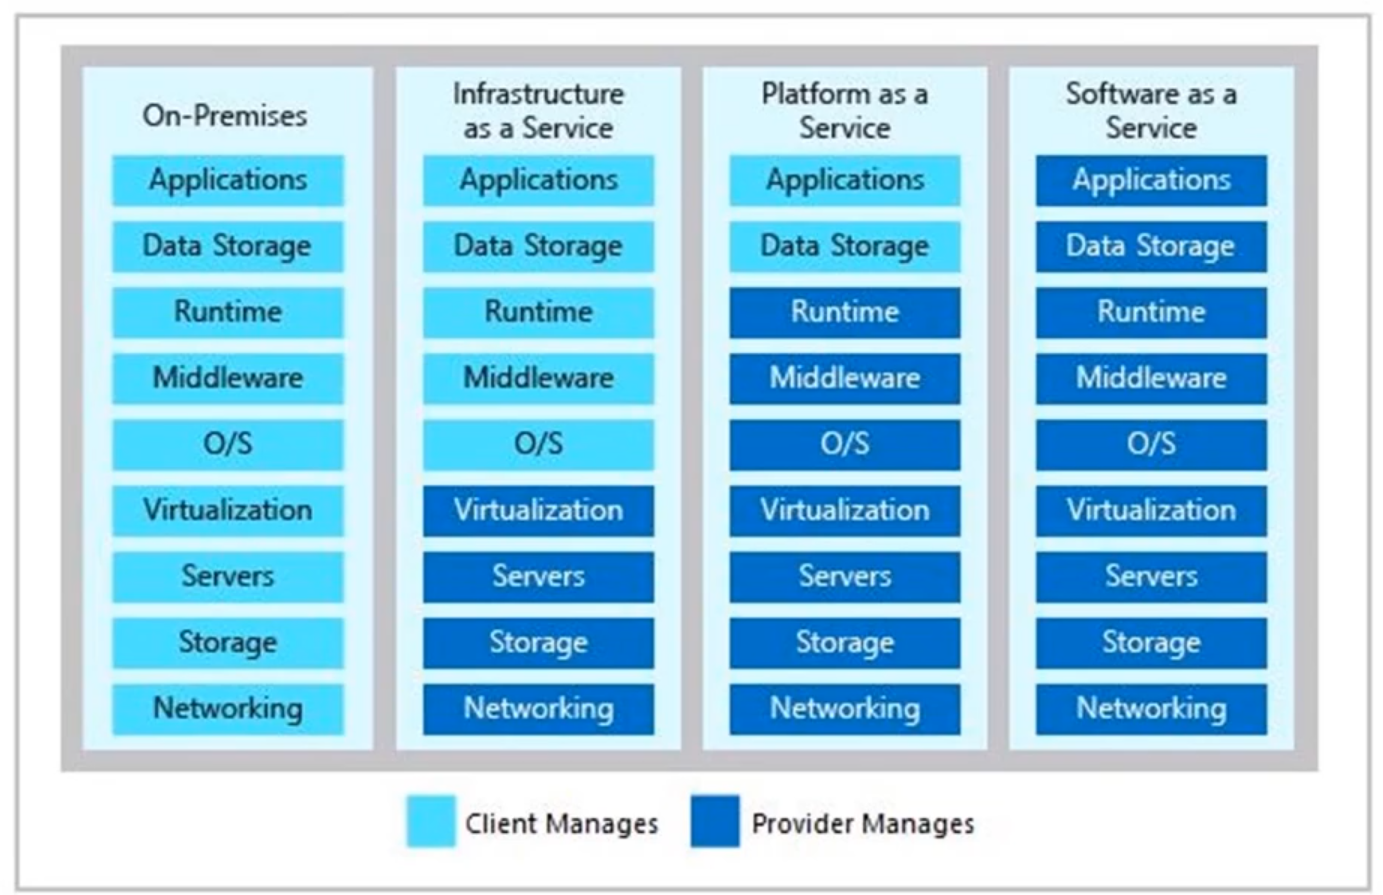 On-Premises
Applications
Data Storage
Runtime
Middleware
O/S
Virtualization
Servers
Storage
Networking
Infrastructure
as a Service
Applications
Data Storage
Runtime
Middleware
O/S
Virtualization
Servers
Storage
Networking
Platform as a
Service
Applications
Data Storage
Runtime
Middleware
O/S
Virtualization
Servers
Storage
Networking
Software as a
Service
Applications
Data Storage
Runtime
Middleware
O/S
Virtualization
Servers
Storage
Networking
Client Manages
Provider Manages